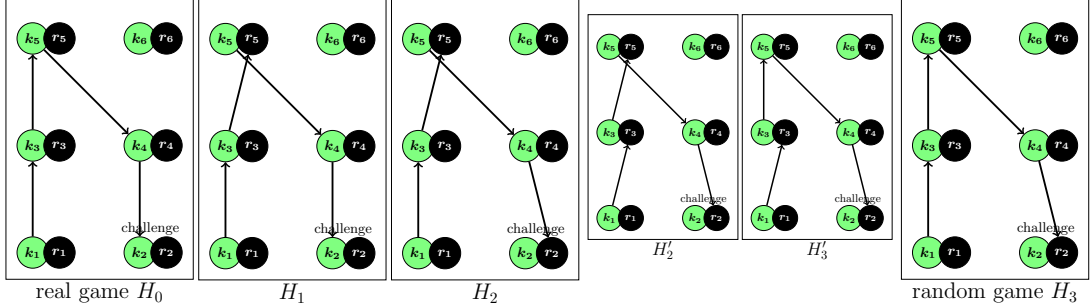 k₅ r₅ k₆ r₆
k₃ r₃ k₄ r₄
challenge
k₁ r₁ k₂ r₂
real game H₀
k₅ r₅ k₆ r₆
k₃ r₃ k₄ r₄
challenge
k₁ r₁ k₂ r₂
H₁
k₅ r₅ k₆ r₆
k₃ r₃ k₄ r₄
challenge
k₁ r₁ k₂ r₂
H₂
k₅ r₅ k₆ r₆
k₃ r₃ k₄ r₄
challenge
k₁ r₁ k₂ r₂
H′₂
k₅ r₅ k₆ r₆
k₃ r₃ k₄ r₄
challenge
k₁ r₁ k₂ r₂
H′₃
k₅ r₅ k₆ r₆
k₃ r₃ k₄ r₄
challenge
k₁ r₁ k₂ r₂
random game H₃